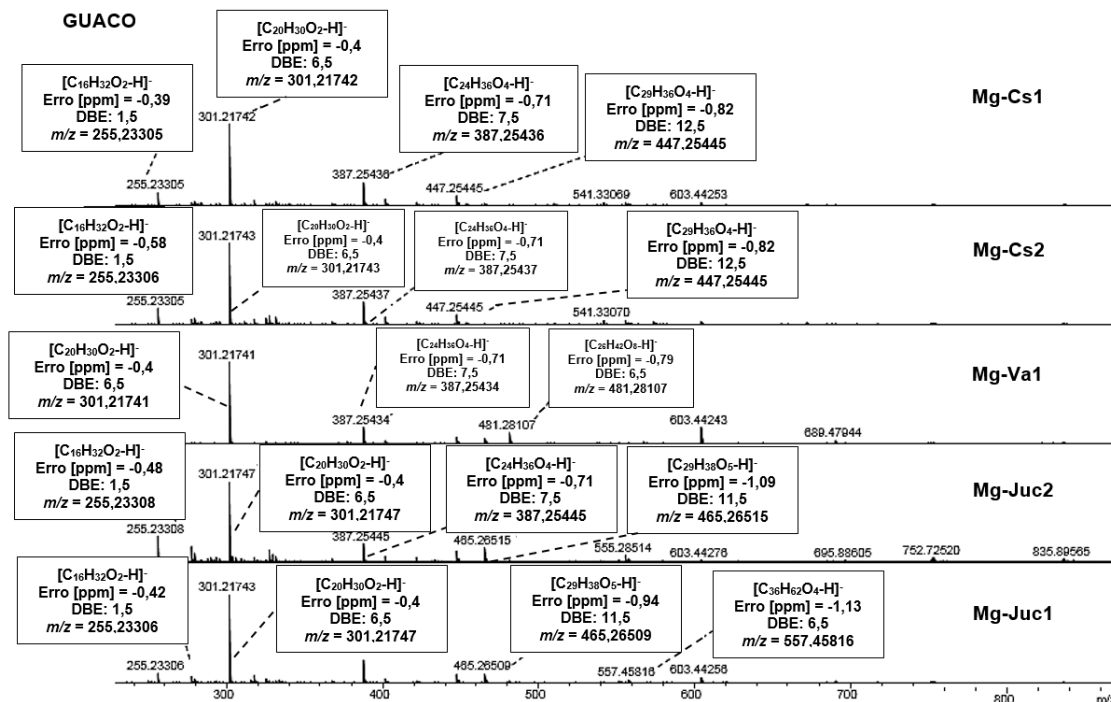 GUACO
[C16H32O2-H]-
Erro [ppm] = -0,39
DBE: 1,5
m/z = 255,23305
[C20H30O2-H]-
Erro [ppm] = -0,4
DBE: 6,5
m/z = 301,21742
[C24H36O4-H]-
Erro [ppm] = -0,71
DBE: 7,5
m/z = 387,25436
[C29H36O4-H]-
Erro [ppm] = -0,82
DBE: 12,5
m/z = 447,25445
Mg-Cs1
301.21742
255.23305
387.25436
447.25445
541.33069
603.44253
[C16H32O2-H]-
Erro [ppm] = -0,58
DBE: 1,5
m/z = 255,23306
[C20H30O2-H]-
Erro [ppm] = -0,4
DBE: 6,5
m/z = 301,21743
[C24H36O4-H]-
Erro [ppm] = -0,71
DBE: 7,5
m/z = 387,25437
[C29H36O4-H]-
Erro [ppm] = -0,82
DBE: 12,5
m/z = 447,25445
Mg-Cs2
301.21743
255.23305
387.25437
447.25445
541.33070
[C20H30O2-H]-
Erro [ppm] = -0,4
DBE: 6,5
m/z = 301,21741
[C24H36O4-H]-
Erro [ppm] = -0,71
DBE: 7,5
m/z = 387,25434
[C26H42O8-H]-
Erro [ppm] = -0,79
DBE: 6,5
m/z = 481,28107
Mg-Va1
301.21741
387.25434
481.28107
603.44243
689.47944
[C16H32O2-H]-
Erro [ppm] = -0,48
DBE: 1,5
m/z = 255,23308
[C20H30O2-H]-
Erro [ppm] = -0,4
DBE: 6,5
m/z = 301,21747
[C24H36O4-H]-
Erro [ppm] = -0,71
DBE: 7,5
m/z = 387,25445
[C29H38O5-H]-
Erro [ppm] = -1,09
DBE: 11,5
m/z = 465,26515
Mg-Juc2
301.21747
255.23308
387.25445
465.26515
555.28514
603.44276
695.88605
752.72520
835.89565
[C16H32O2-H]-
Erro [ppm] = -0,42
DBE: 1,5
m/z = 255,23306
[C20H30O2-H]-
Erro [ppm] = -0,4
DBE: 6,5
m/z = 301,21747
[C29H38O5-H]-
Erro [ppm] = -0,94
DBE: 11,5
m/z = 465,26509
[C36H62O4-H]-
Erro [ppm] = -1,13
DBE: 6,5
m/z = 557,45816
Mg-Juc1
301.21743
255.23306
465.26509
557.45816
603.44256
300
400
500
600
700
800